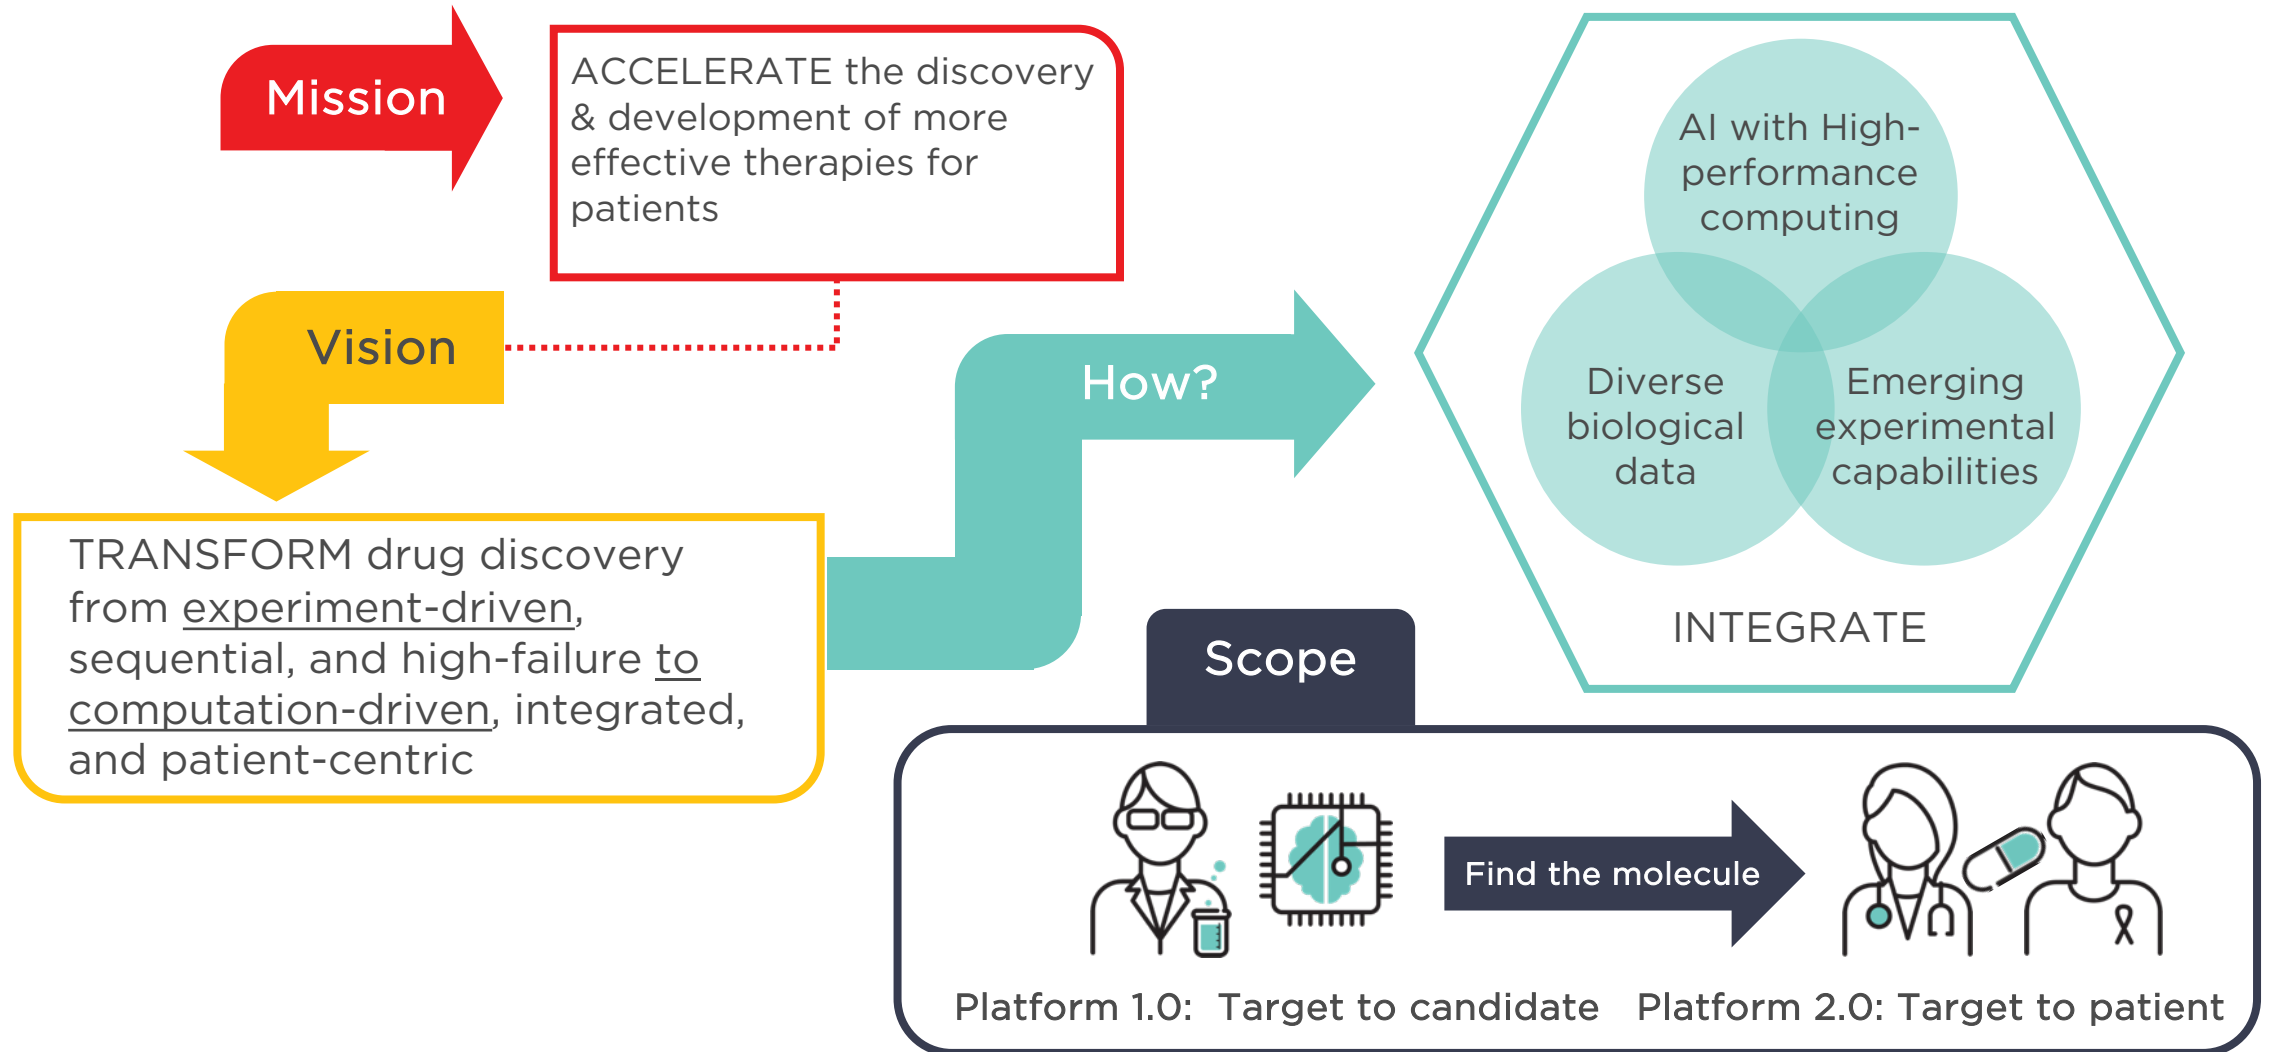 Mission
ACCELERATE the discovery
& development of more
effective therapies for
patients
Vision
TRANSFORM drug discovery
from experiment-driven,
sequential, and high-failure to
computation-driven, integrated,
and patient-centric
How?
AI with High-
performance
computing
Diverse
biological
data
Emerging
experimental
capabilities
INTEGRATE
Scope
Find the molecule
Platform 1.0: Target to candidate
Platform 2.0: Target to patient